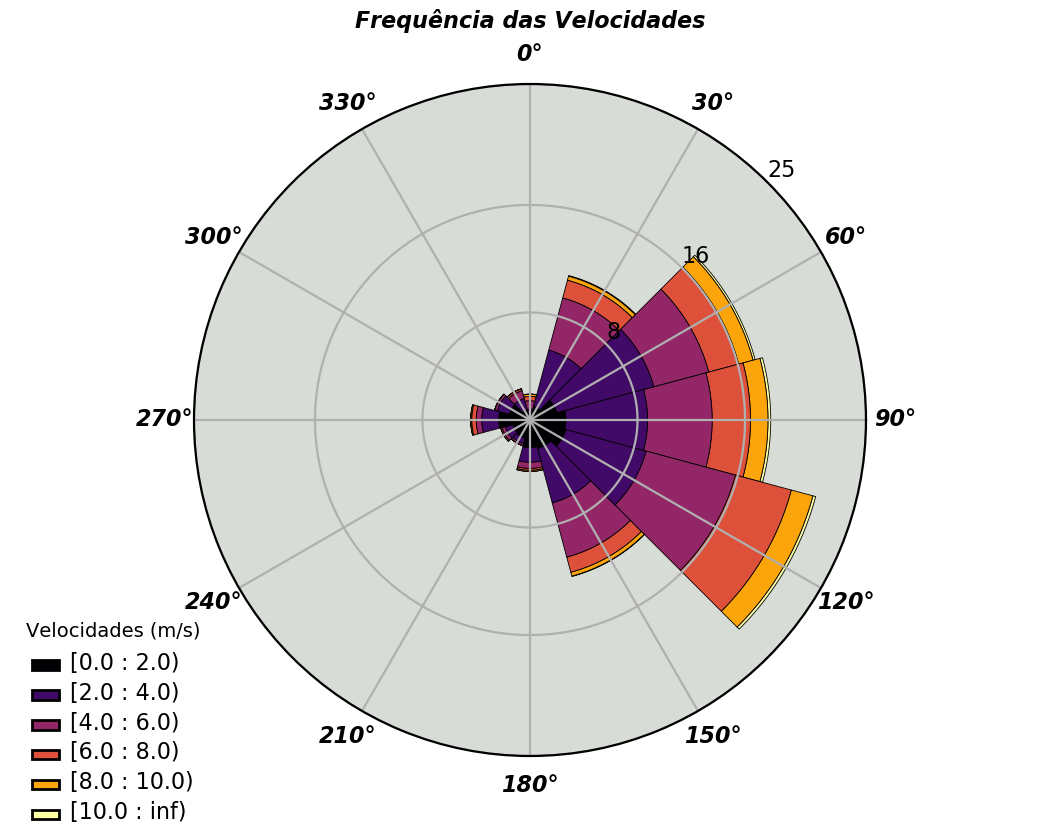 Frequência das Velocidades
0°
330°
30°
25
300°
60°
16
8
270°
90°
240°
120°
210°
150°
180°
Velocidades (m/s)
[0.0 : 2.0)
[2.0 : 4.0)
[4.0 : 6.0)
[6.0 : 8.0)
[8.0 : 10.0)
[10.0 : inf)